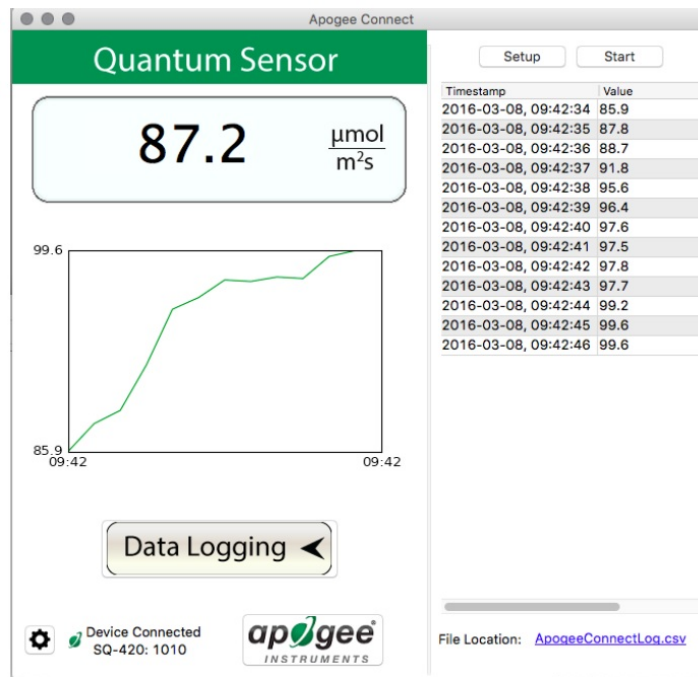 Apogee Connect
Quantum Sensor
87.2 µmol
m²s
99.6
85.9
09:42 09:42
Data Logging
Device Connected
SQ-420: 1010
apogee
INSTRUMENTS
Setup Start
Timestamp Value
2016-03-08, 09:42:34 85.9
2016-03-08, 09:42:35 87.8
2016-03-08, 09:42:36 88.7
2016-03-08, 09:42:37 91.8
2016-03-08, 09:42:38 95.6
2016-03-08, 09:42:39 96.4
2016-03-08, 09:42:40 97.6
2016-03-08, 09:42:41 97.5
2016-03-08, 09:42:42 97.8
2016-03-08, 09:42:43 97.7
2016-03-08, 09:42:44 99.2
2016-03-08, 09:42:45 99.6
2016-03-08, 09:42:46 99.6
File Location: ApogeeConnectLog.csv